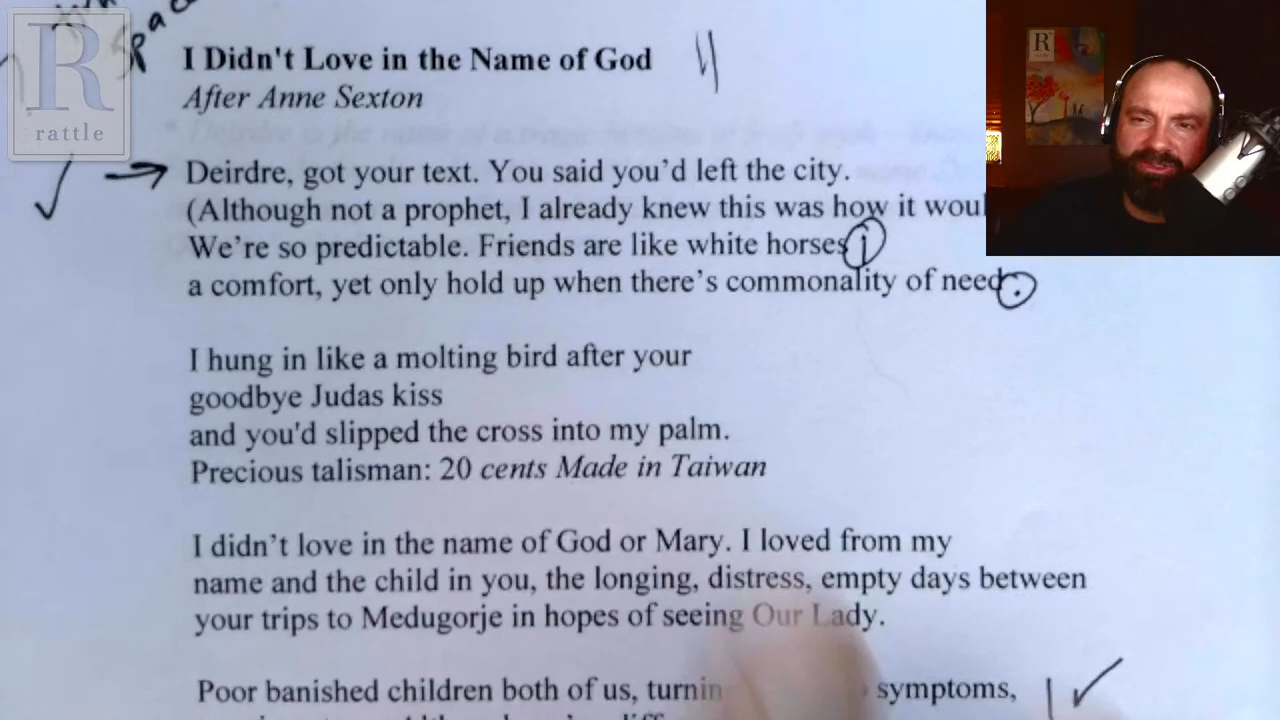 space
R
rattle
I Didn't Love in the Name of God
After Anne Sexton
Deirdre, got your text. You said you'd left the city.
(Although not a prophet, I already knew this was how it woul
We're so predictable. Friends are like white horses;
a comfort, yet only hold up when there's commonality of need.
I hung in like a molting bird after your
goodbye Judas kiss
and you'd slipped the cross into my palm.
Precious talisman: 20 cents Made in Taiwan
I didn't love in the name of God or Mary. I loved from my
name and the child in you, the longing, distress, empty days between
your trips to Medugorje in hopes of seeing Our Lady.
Poor banished children both of us, turnin symptoms,